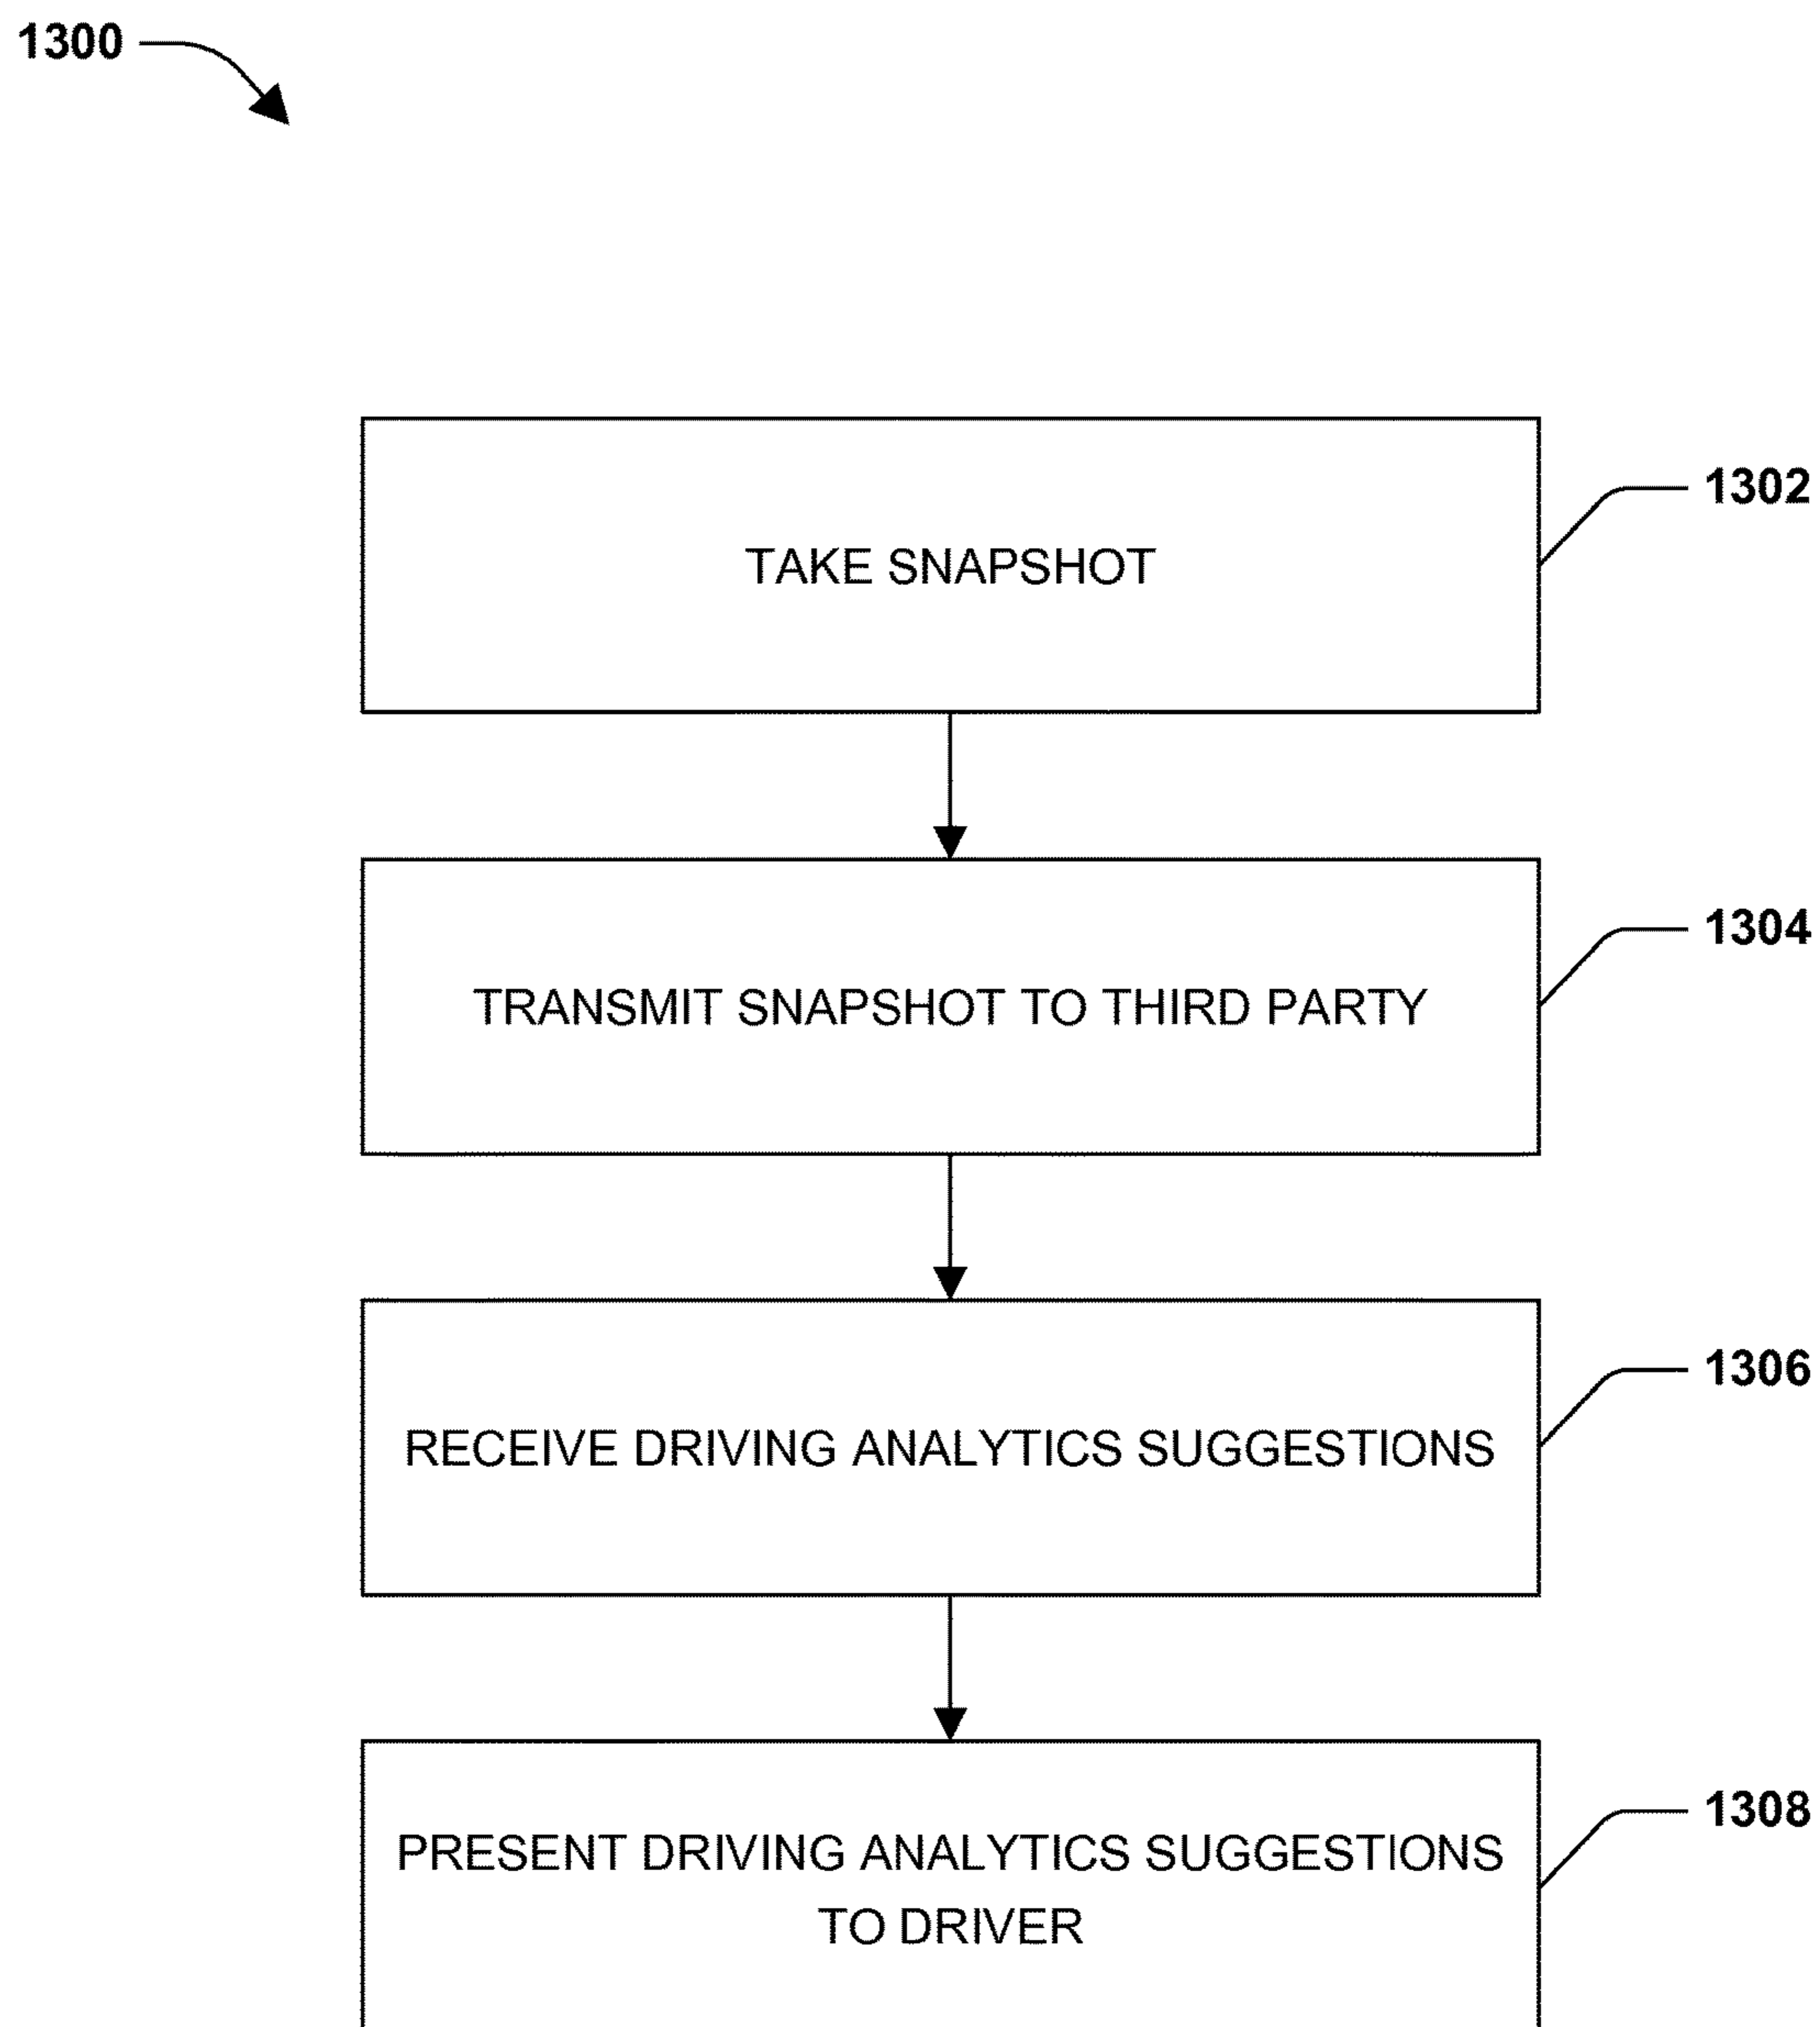 1300
TAKE SNAPSHOT
1302
TRANSMIT SNAPSHOT TO THIRD PARTY
1304
RECEIVE DRIVING ANALYTICS SUGGESTIONS
1306
PRESENT DRIVING ANALYTICS SUGGESTIONS
TO DRIVER
1308